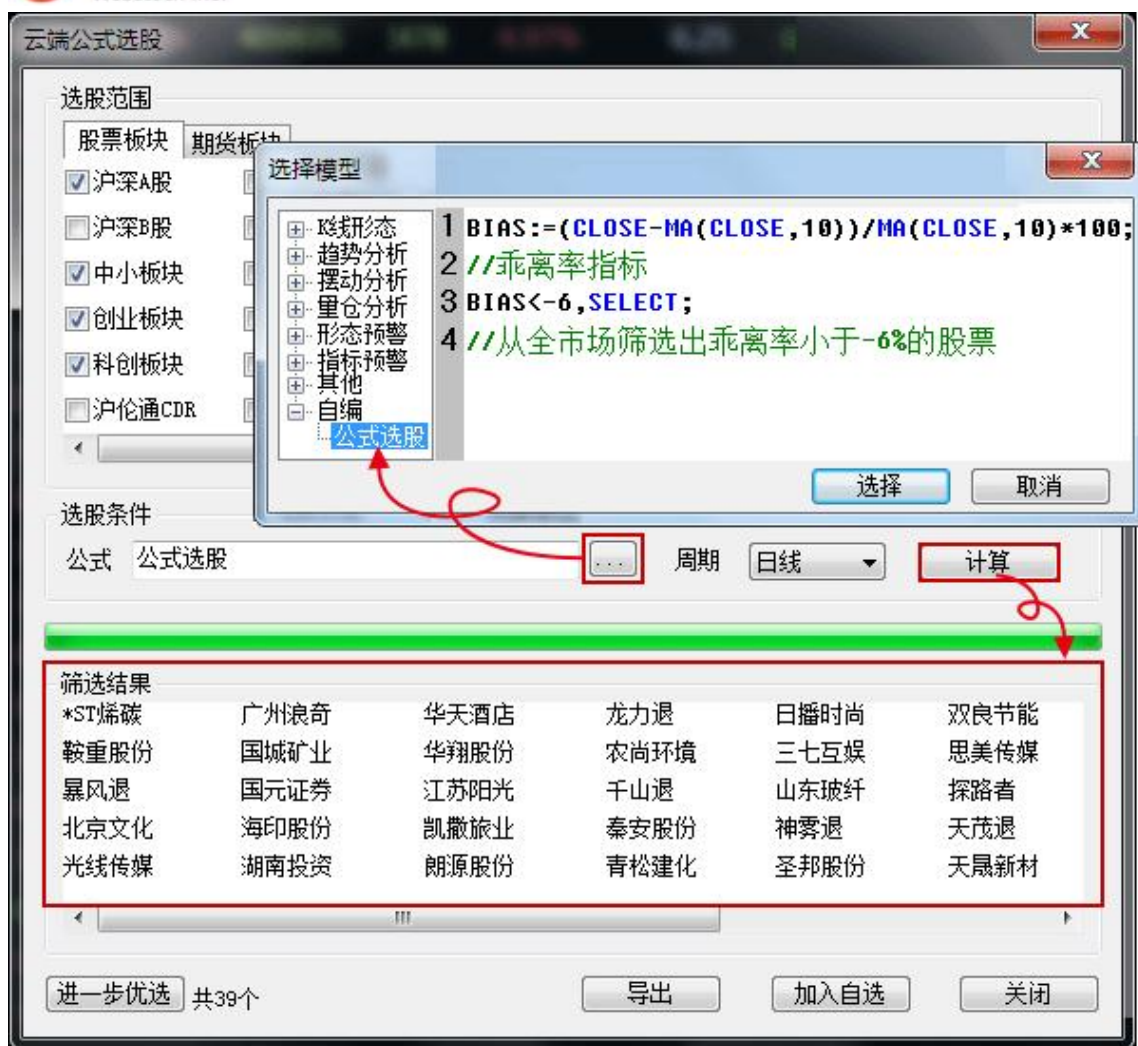 云端公式选股
选股范围
股票板块 期货板块
沪深A股
沪深B股
中小板块
创业板块
科创板块
沪伦通CDR
选择模型
K线形态
趋势分析
摆动分析
量仓分析
形态预警
指标预警
其他
自编
公式选股
1 BIAS:=(CLOSE-MA(CLOSE,10))/MA(CLOSE,10)*100;
2 //乖离率指标
3 BIAS<-6,SELECT;
4 //从全市场筛选出乖离率小于-6%的股票
选择 取消
选股条件
公式 公式选股 ... 周期 日线 计算
筛选结果
*ST烯碳 广州浪奇 华天酒店 龙力退 日播时尚 双良节能
鞍重股份 国城矿业 华翔股份 农尚环境 三七互娱 思美传媒
暴风退 国元证券 江苏阳光 千山退 山东玻纤 探路者
北京文化 海印股份 凯撒旅业 秦安股份 神雾退 天茂退
光线传媒 湖南投资 朗源股份 青松建化 圣邦股份 天晟新材
进一步优选 共39个 导出 加入自选 关闭